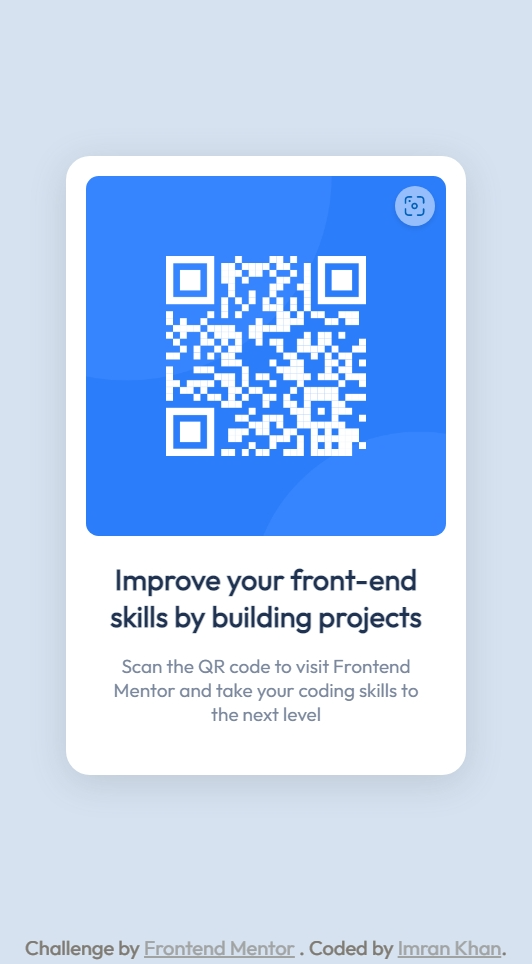 Improve your front-end
skills by building projects
Scan the QR code to visit Frontend
Mentor and take your coding skills to
the next level
Challenge by Frontend Mentor . Coded by Imran Khan.